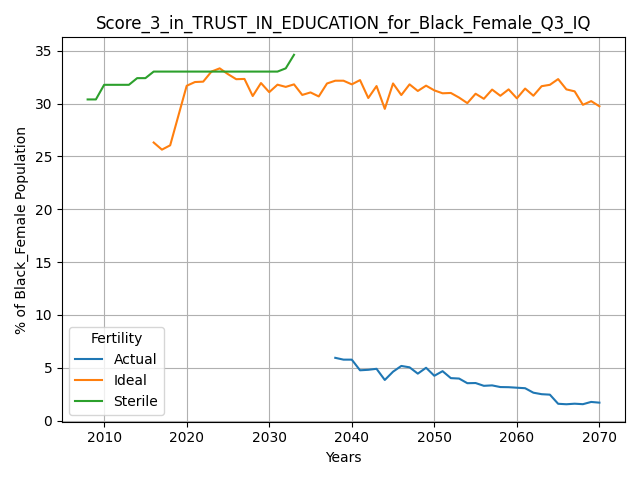 Score_3_in_TRUST_IN_EDUCATION_for_Black_Female_Q3_IQ
% of Black_Female Population
35
30
25
20
15
10
5
0
Fertility
Actual
Ideal
Sterile
2010 2020 2030 2040 2050 2060 2070
Years